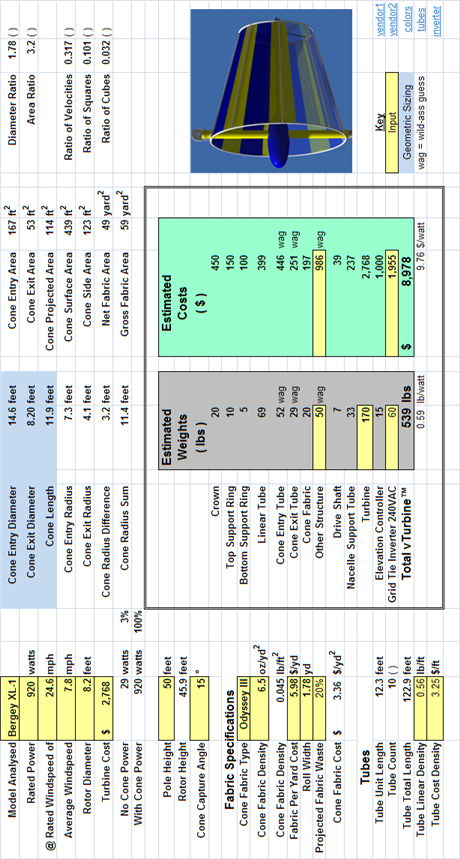 Model Analysed Bergey XL-1
Rated Power 920 watts
@ Rated Windspeed of 24.6 mph
Average Windspeed 7.8 mph
Rotor Diameter 8.2 feet
Turbine Cost $ 2,768
No Cone Power 29 watts 3%
With Cone Power 920 watts 100%
Pole Height 50 feet
Rotor Height 45.9 feet
Cone Capture Angle 15 °
Fabric Specifications
Cone Fabric Type Odyssey III
Cone Fabric Density 6.5 oz/yd²
Cone Fabric Density 0.045 lb/ft²
Fabric Per Yard Cost 5.98 $/yd
Roll Width 1.78 yd
Projected Fabric Waste 20%
Cone Fabric Cost $ 3.36 $/yd²
Tubes
Tube Unit Length 12.3 feet
Tube Count 10 ( )
Tube Total Length 122.9 feet
Tube Linear Density 0.56 lb/ft
Tube Cost Density 3.25 $/ft
Cone Entry Diameter 14.6 feet
Cone Exit Diameter 8.20 feet
Cone Length 11.9 feet
Cone Entry Radius 7.3 feet
Cone Exit Radius 4.1 feet
Cone Radius Difference 3.2 feet
Cone Radius Sum 11.4 feet
Cone Entry Area 167 ft²
Cone Exit Area 53 ft²
Cone Projected Area 114 ft²
Cone Surface Area 439 ft²
Cone Side Area 123 ft²
Net Fabric Area 49 yard²
Gross Fabric Area 59 yard²
Diameter Ratio 1.78 ( )
Area Ratio 3.2 ( )
Ratio of Velocities 0.317 ( )
Ratio of Squares 0.101 ( )
Ratio of Cubes 0.032 ( )
Estimated Estimated
Weights Costs
(lbs) ($)
Crown 20 450
Top Support Ring 10 150
Bottom Support Ring 5 100
Linear Tube 69 399
Cone Entry Tube 52 wag 446 wag
Cone Exit Tube 29 wag 251 wag
Cone Fabric 20 197
Other Structure 50 wag 986 wag
Drive Shaft 7 39
Nacelle Support Tube 33 237
Turbine 170 2,768
Elevation Controller 15 1,000
Grid Tie Inverter 240VAC 60 1,955
Total v Turbine™ 539 lbs $ 8,978
0.59 lb/watt 9.76 $/watt
Key
Input
Geometric Sizing
wag = wild-ass guess
vendor1
vendor2
colors
tubes
inverter